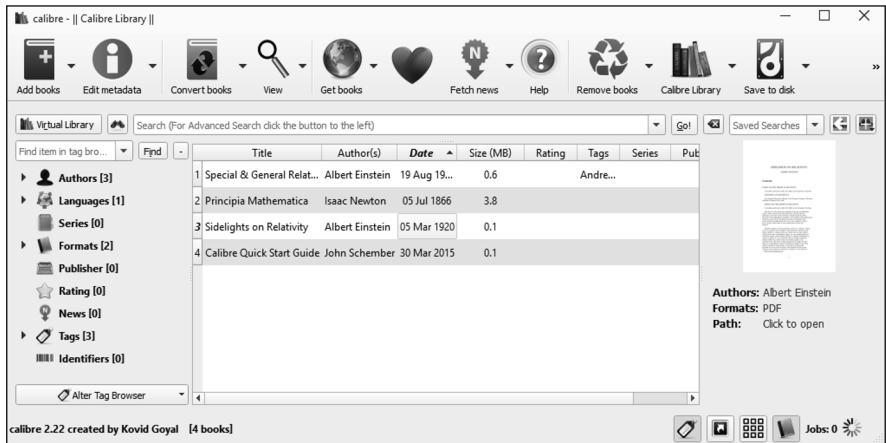 calibre - || Calibre Library ||
Add books Edit metadata Convert books View Get books Fetch news Help Remove books Calibre Library Save to disk »
Virtual Library Search (For Advanced Search click the button to the left) Go! Saved Searches
Find item in tag bro... Find - Title Author(s) Date Size (MB) Rating Tags Series Pub
Authors [3]
Languages [1]
Series [0]
Formats [2]
Publisher [0]
Rating [0]
News [0]
Tags [3]
Identifiers [0]
Alter Tag Browser
1 Special & General Relat... Albert Einstein 19 Aug 19... 0.6 Andre...
2 Principia Mathematica Isaac Newton 05 Jul 1866 3.8
3 Sidelights on Relativity Albert Einstein 05 Mar 1920 0.1
4 Calibre Quick Start Guide John Schember 30 Mar 2015 0.1
SIDELIGHTS ON RELATIVITY
Authors: Albert Einstein
Formats: PDF
Path: Click to open
calibre 2.22 created by Kovid Goyal [4 books] Jobs: 0